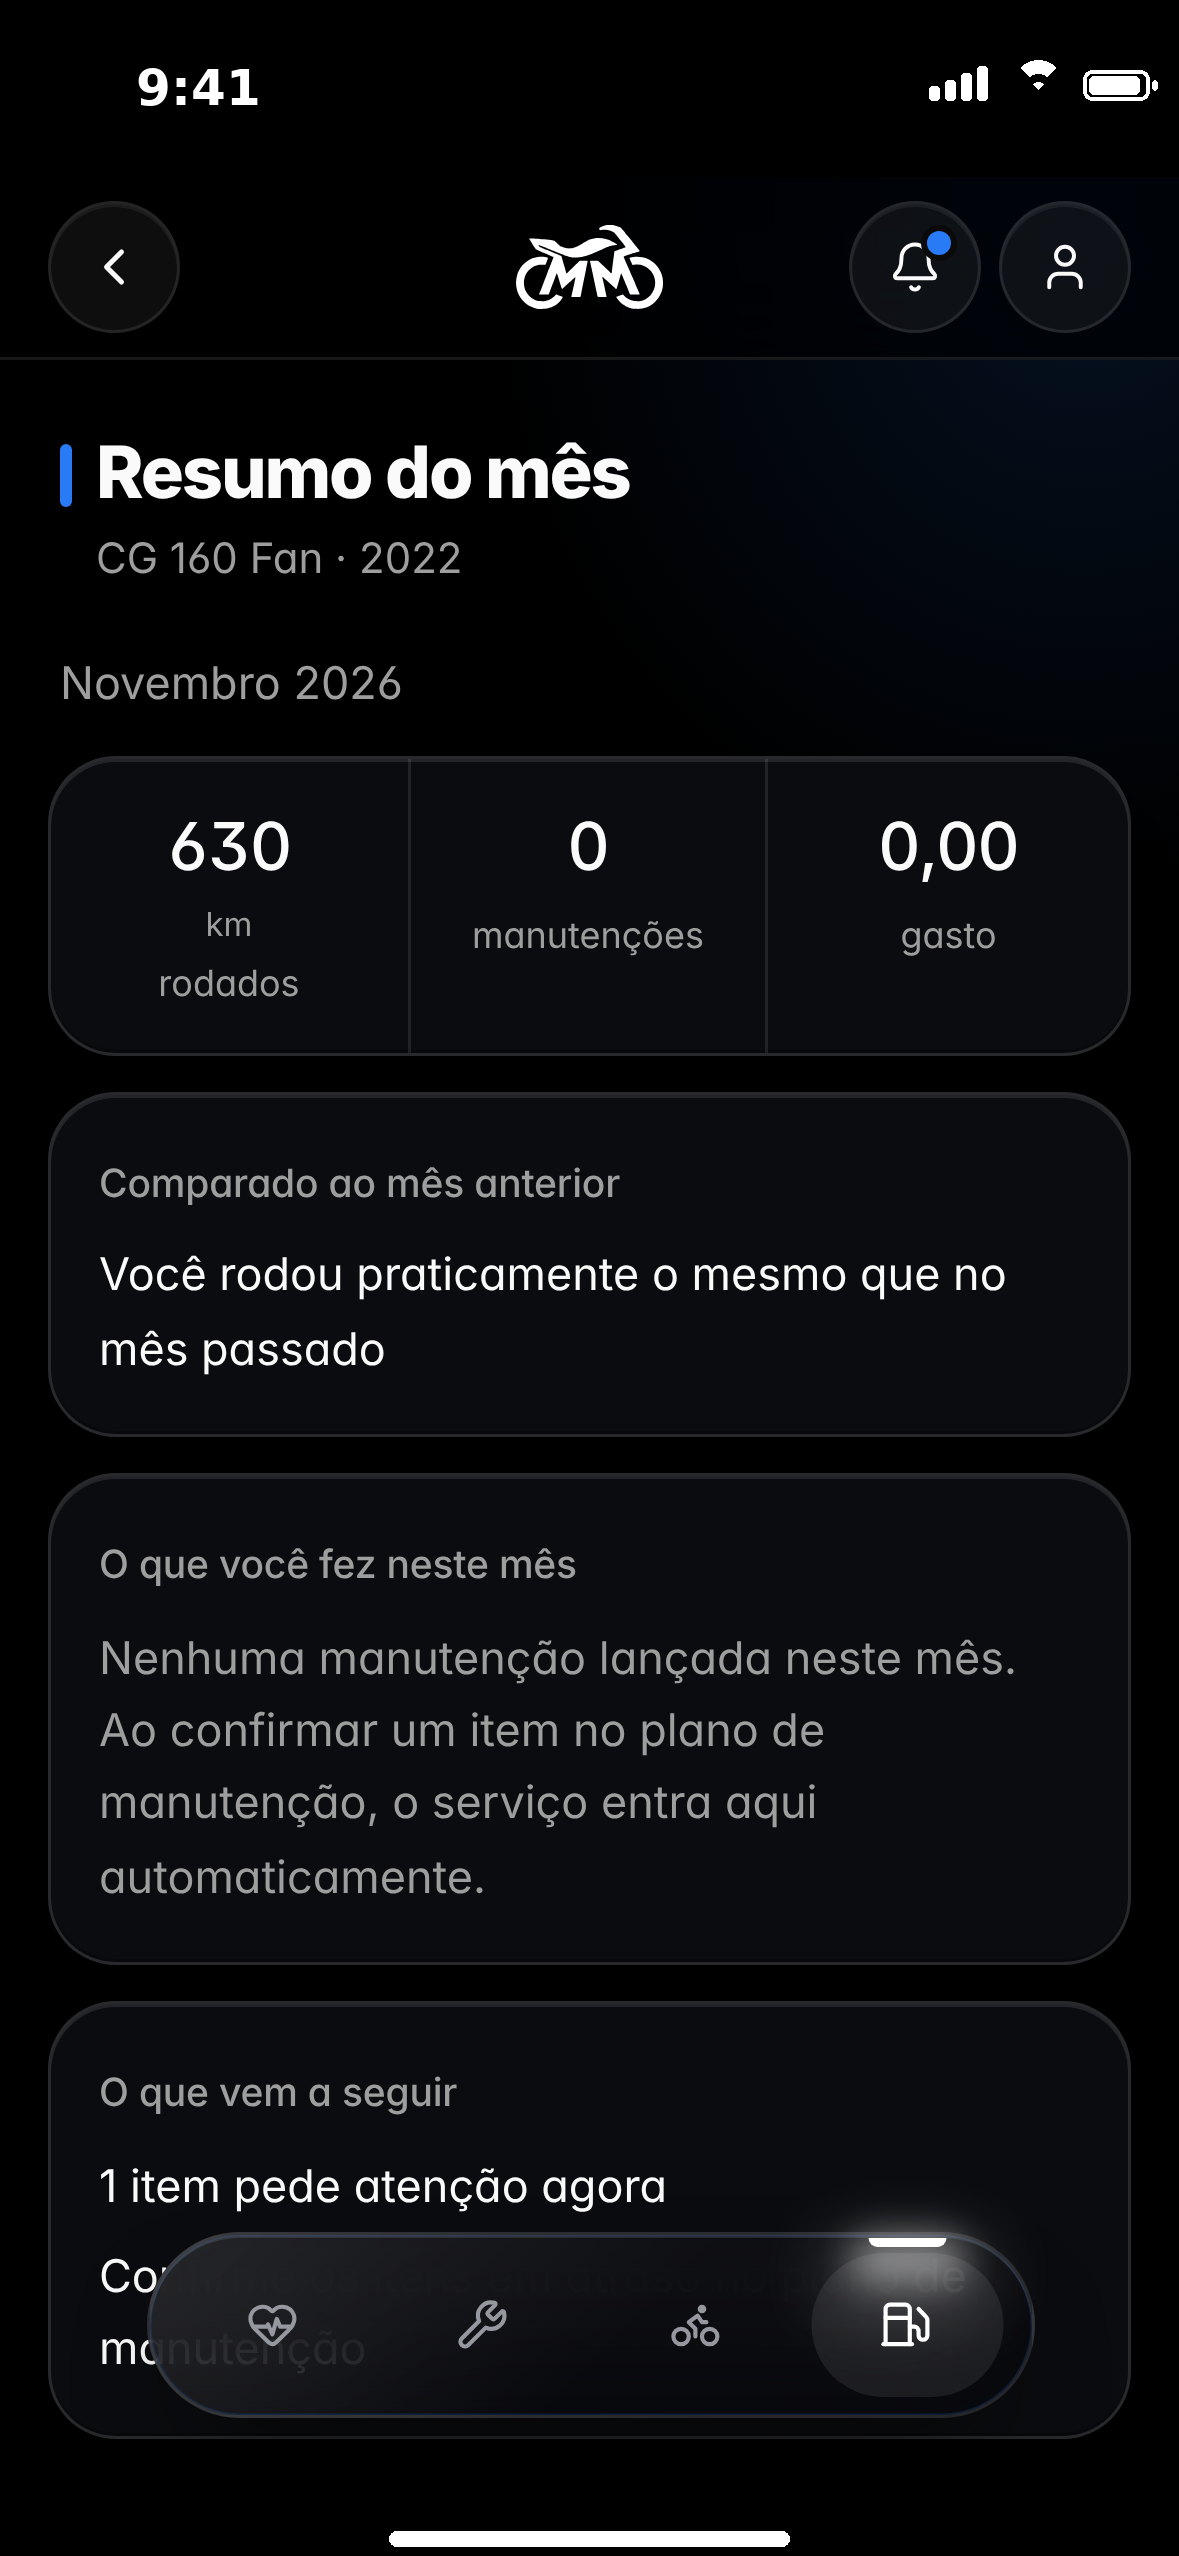 9:41
MM
Resumo do mês
CG 160 Fan · 2022
Novembro 2026
630
km
rodados
0
manutenções
0,00
gasto
Comparado ao mês anterior
Você rodou praticamente o mesmo que no
mês passado
O que você fez neste mês
Nenhuma manutenção lançada neste mês.
Ao confirmar um item no plano de
manutenção, o serviço entra aqui
automaticamente.
O que vem a seguir
1 item pede atenção agora
de
manutenção